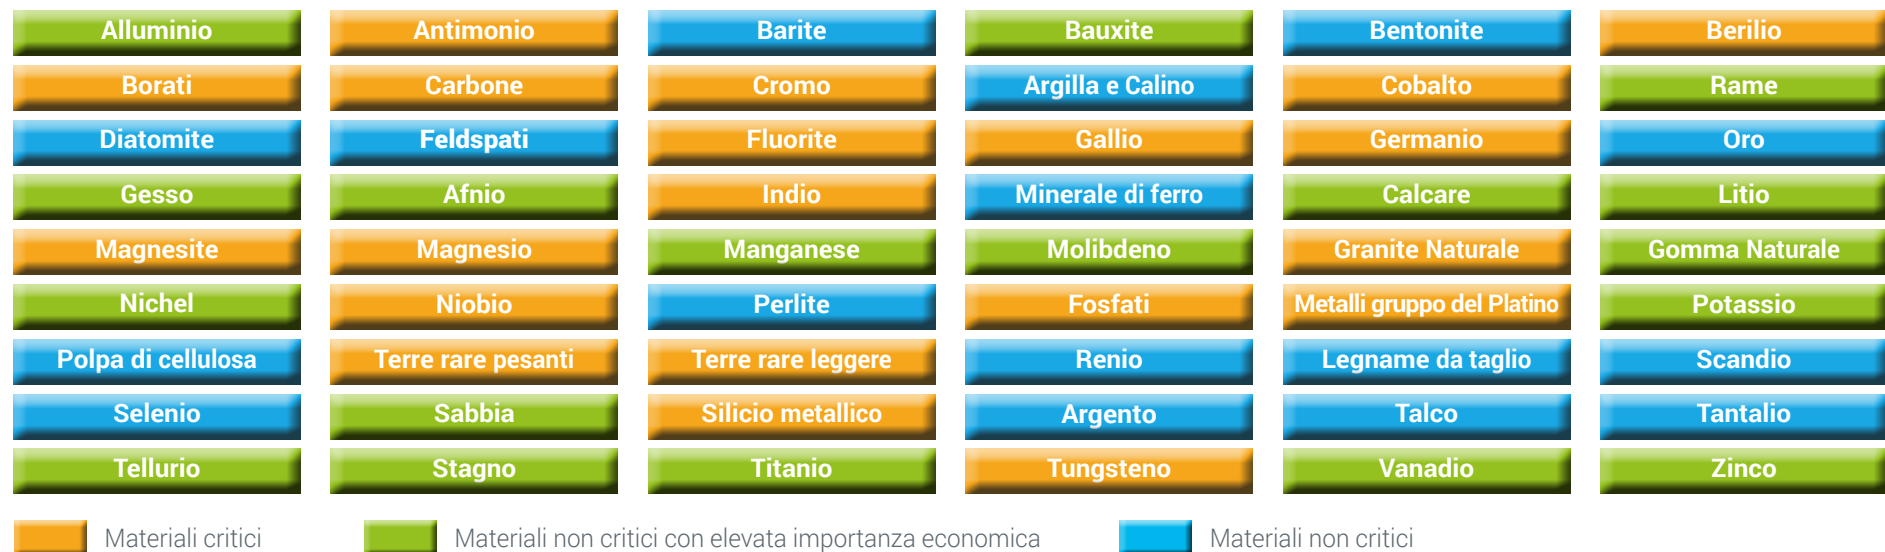 Alluminio Antimonio Barite Bauxite Bentonite Berilio
Borati Carbone Cromo Argilla e Calino Cobalto Rame
Diatomite Feldspati Fluorite Gallio Germanio Oro
Gesso Afnio Indio Minerale di ferro Calcare Litio
Magnesite Magnesio Manganese Molibdeno Granite Naturale Gomma Naturale
Nichel Niobio Perlite Fosfati Metalli gruppo del Platino Potassio
Polpa di cellulosa Terre rare pesanti Terre rare leggere Renio Legname da taglio Scandio
Selenio Sabbia Silicio metallico Argento Talco Tantalio
Tellurio Stagno Titanio Tungsteno Vanadio Zinco
Materiali critici Materiali non critici con elevata importanza economica Materiali non critici